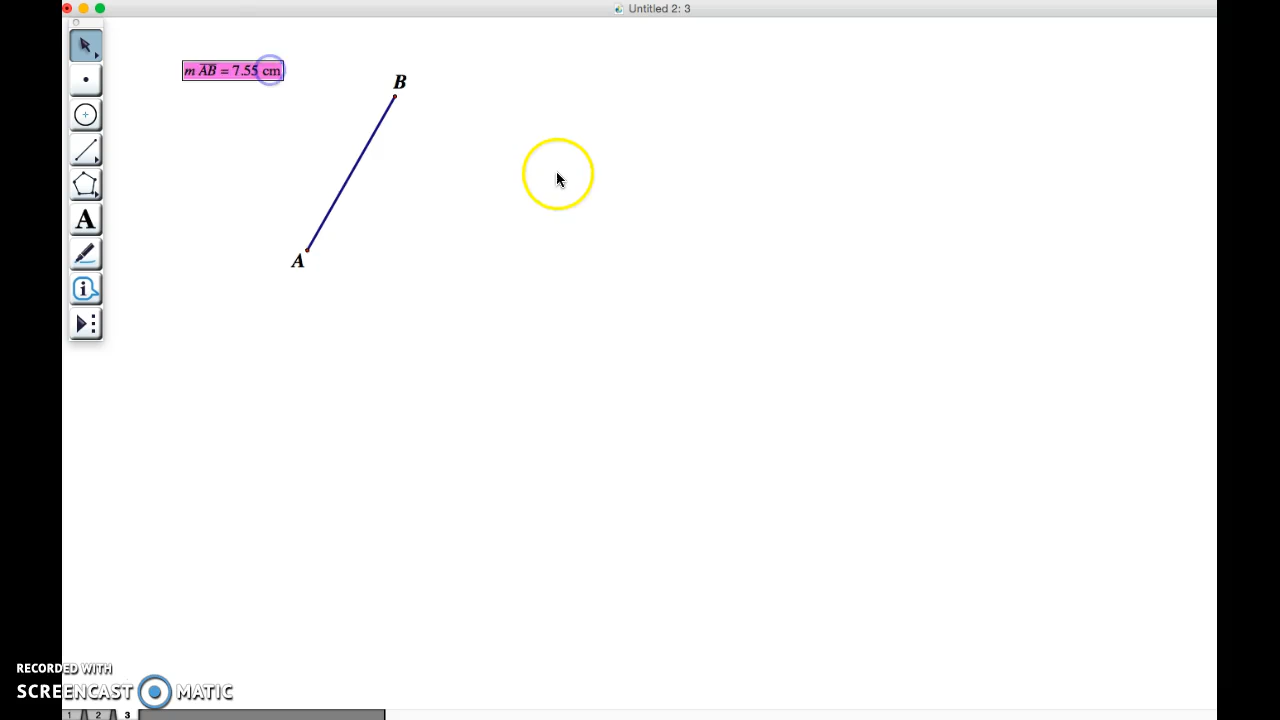 Untitled 2: 3
m AB = 7.55 cm
B
A
A
i
RECORDED WITH
SCREENCAST MATIC
1 2 3